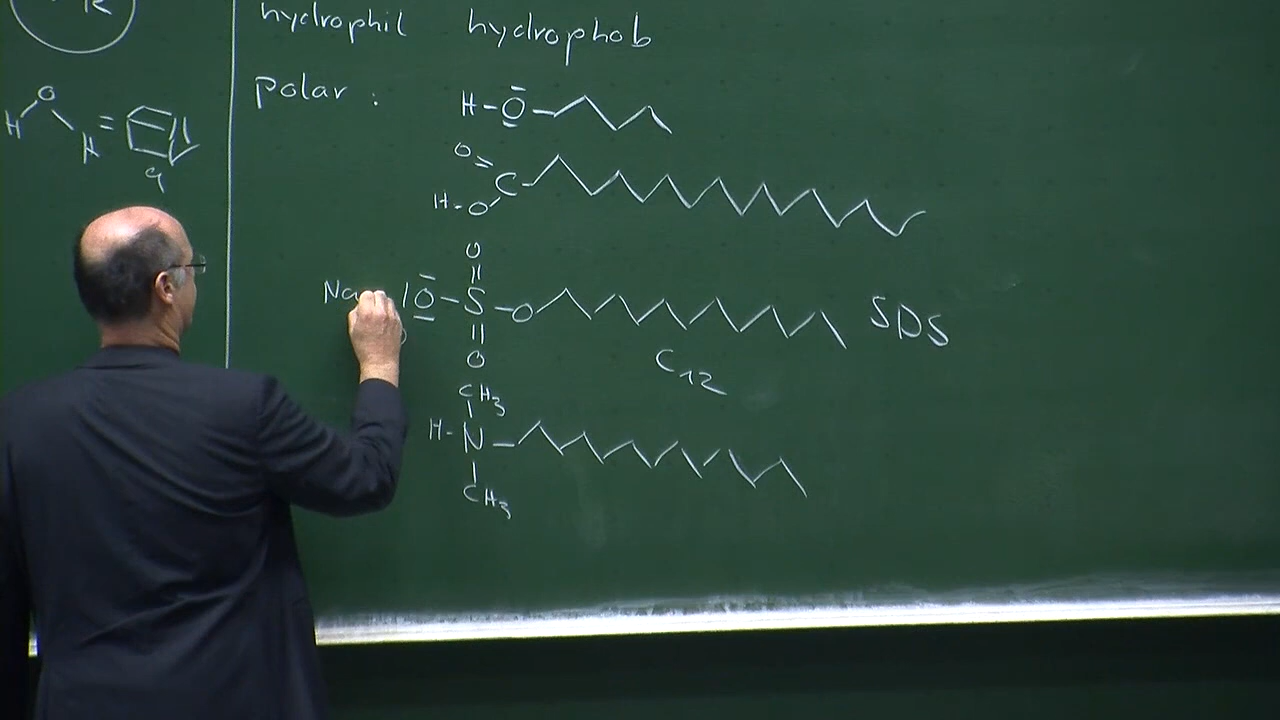 hydrophil hydrophob
polar :
H-O
O
H
H
=
O
C
H-O
O
Na
O-S-O
SDS
O
C12
CH3
H-N
CH3